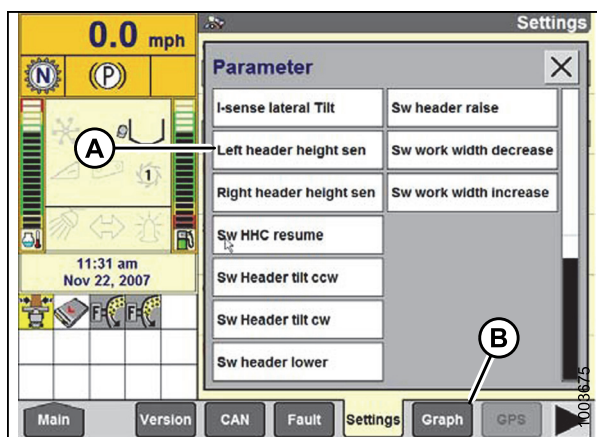 0.0 mph
Settings
N
(P)
Parameter
I-sense lateral Tilt
Sw header raise
A
Left header height sen
Sw work width decrease
1
Right header height sen
Sw work width increase
Sw HHC resume
11:31 am
Nov 22, 2007
Sw Header tilt ccw
F
F
Sw Header tilt cw
B
Sw header lower
1003675
Main
Version
CAN
Fault
Settings
Graph
GPS